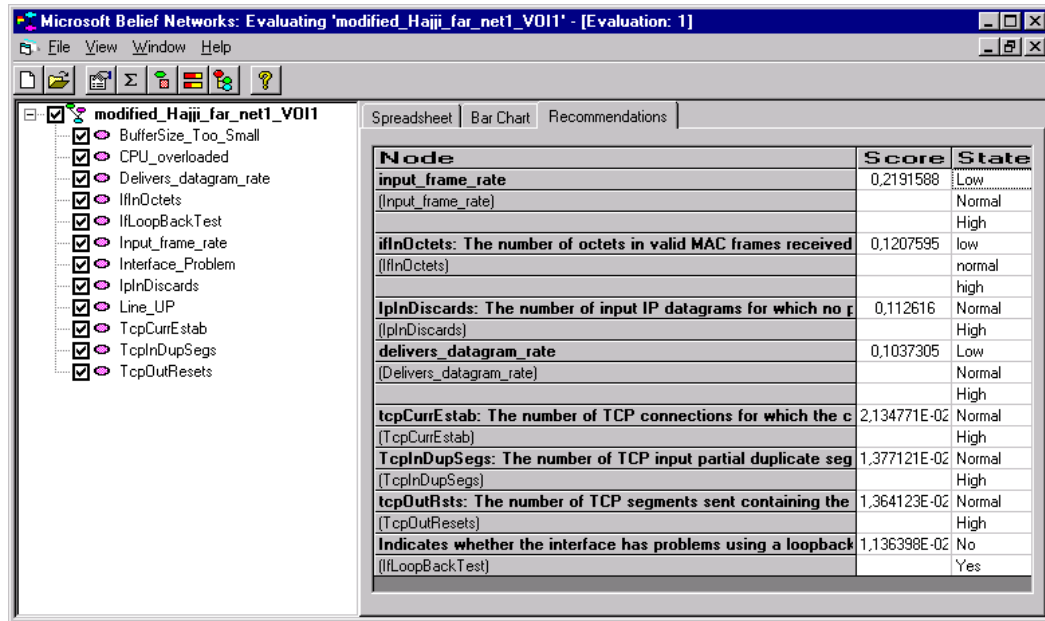 Microsoft Belief Networks: Evaluating 'modified_Hajji_far_net1_VOI1' - [Evaluation: 1]
File View Window Help
Σ ?
modified_Hajji_far_net1_VOI1
BufferSize_Too_Small
CPU_overloaded
Delivers_datagram_rate
IfInOctets
IfLoopBackTest
Input_frame_rate
Interface_Problem
IpInDiscards
Line_UP
TcpCurrEstab
TcpInDupSegs
TcpOutResets
Spreadsheet Bar Chart Recommendations
Node Score State
input_frame_rate 0,2191588 Low
(Input_frame_rate) Normal
High
ifInOctets: The number of octets in valid MAC frames received 0,1207595 low
(IfInOctets) normal
high
IpInDiscards: The number of input IP datagrams for which no p 0,112616 Normal
(IpInDiscards) High
delivers_datagram_rate 0,1037305 Low
(Delivers_datagram_rate) Normal
High
tcpCurrEstab: The number of TCP connections for which the c 2,134771E-02 Normal
(TcpCurrEstab) High
TcpInDupSegs: The number of TCP input partial duplicate seg 1,377121E-02 Normal
(TcpInDupSegs) High
tcpOutRsts: The number of TCP segments sent containing the 1,364123E-02 Normal
(TcpOutResets) High
Indicates whether the interface has problems using a loopback 1,136398E-02 No
(IfLoopBackTest) Yes